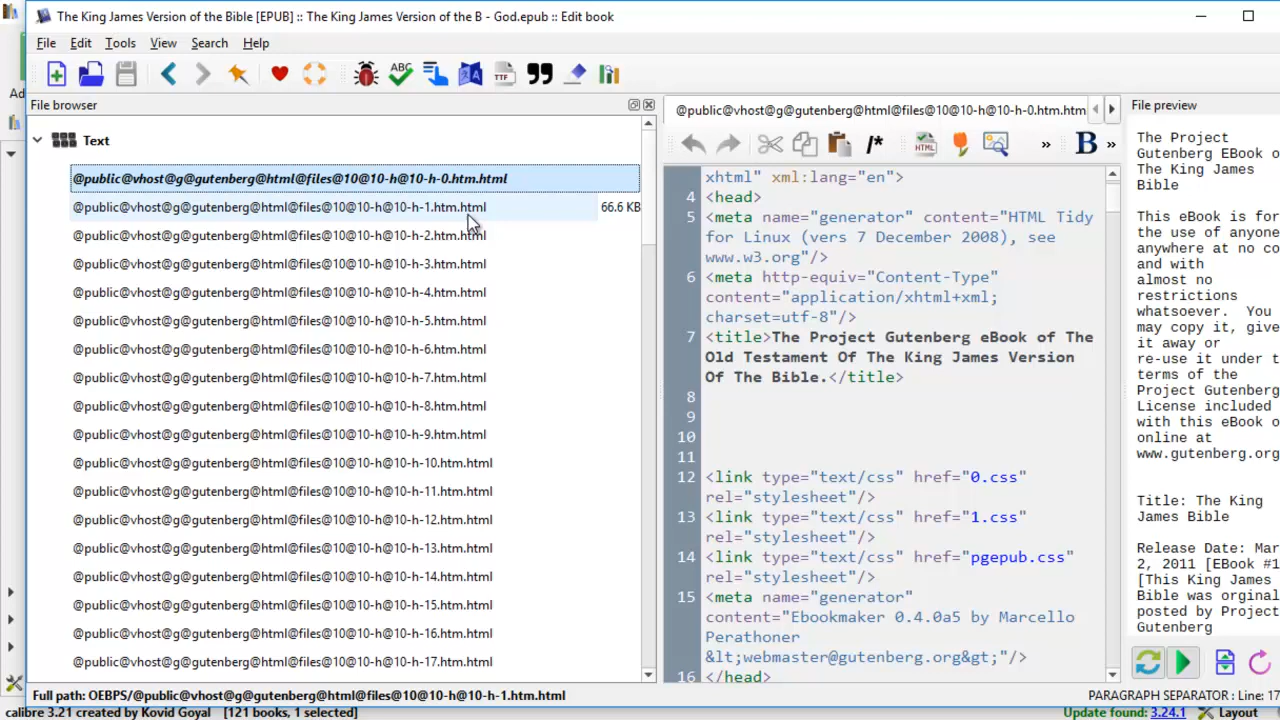 The King James Version of the Bible [EPUB] :: The King James Version of the B - God.epub :: Edit book
File Edit Tools View Search Help
Ad
ABC
TTF
File browser
Text
@public@vhost@g@gutenberg@html@files@10@10-h@10-h-0.htm.html
@public@vhost@g@gutenberg@html@files@10@10-h@10-h-1.htm.html 66.6 KB
@public@vhost@g@gutenberg@html@files@10@10-h@10-h-2.htm.html
@public@vhost@g@gutenberg@html@files@10@10-h@10-h-3.htm.html
@public@vhost@g@gutenberg@html@files@10@10-h@10-h-4.htm.html
@public@vhost@g@gutenberg@html@files@10@10-h@10-h-5.htm.html
@public@vhost@g@gutenberg@html@files@10@10-h@10-h-6.htm.html
@public@vhost@g@gutenberg@html@files@10@10-h@10-h-7.htm.html
@public@vhost@g@gutenberg@html@files@10@10-h@10-h-8.htm.html
@public@vhost@g@gutenberg@html@files@10@10-h@10-h-9.htm.html
@public@vhost@g@gutenberg@html@files@10@10-h@10-h-10.htm.html
@public@vhost@g@gutenberg@html@files@10@10-h@10-h-11.htm.html
@public@vhost@g@gutenberg@html@files@10@10-h@10-h-12.htm.html
@public@vhost@g@gutenberg@html@files@10@10-h@10-h-13.htm.html
@public@vhost@g@gutenberg@html@files@10@10-h@10-h-14.htm.html
@public@vhost@g@gutenberg@html@files@10@10-h@10-h-15.htm.html
@public@vhost@g@gutenberg@html@files@10@10-h@10-h-16.htm.html
@public@vhost@g@gutenberg@html@files@10@10-h@10-h-17.htm.html
@public@vhost@g@gutenberg@html@files@10@10-h@10-h-0.htm.htm
/* HTML » B »
xhtml" xml:lang="en">
4 <head>
5 <meta name="generator" content="HTML Tidy
for Linux (vers 7 December 2008), see
www.w3.org"/>
6 <meta http-equiv="Content-Type"
content="application/xhtml+xml;
charset=utf-8"/>
7 <title>The Project Gutenberg eBook of The
Old Testament Of The King James Version
Of The Bible.</title>
8
9
10
11
12 <link type="text/css" href="0.css"
rel="stylesheet"/>
13 <link type="text/css" href="1.css"
rel="stylesheet"/>
14 <link type="text/css" href="pgepub.css"
rel="stylesheet"/>
15 <meta name="generator"
content="Ebookmaker 0.4.0a5 by Marcello
Perathoner
&lt;webmaster@gutenberg.org&gt;"/>
16 </head>
File preview
The Project
Gutenberg EBook of
The King James
Bible
This eBook is for
the use of anyone
anywhere at no co
and with
almost no
restrictions
whatsoever. You
may copy it, give
it away or
re-use it under t
terms of the
Project Gutenberg
License included
with this eBook o
online at
www.gutenberg.org
Title: The King
James Bible
Release Date: Mar
2, 2011 [EBook #1
[This King James
Bible was orginal
posted by Project
Gutenberg
Full path: OEBPS/@public@vhost@g@gutenberg@html@files@10@10-h@10-h-1.htm.html
PARAGRAPH SEPARATOR : Line: 17
calibre 3.21 created by Kovid Goyal [121 books, 1 selected]
Update found: 3.24.1
Layout